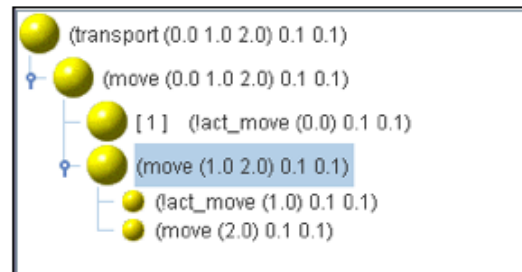 (transport (0.0 1.0 2.0) 0.1 0.1)
(move (0.0 1.0 2.0) 0.1 0.1)
[ 1 ] (!act_move (0.0) 0.1 0.1)
(move (1.0 2.0) 0.1 0.1)
(!act_move (1.0) 0.1 0.1)
(move (2.0) 0.1 0.1)